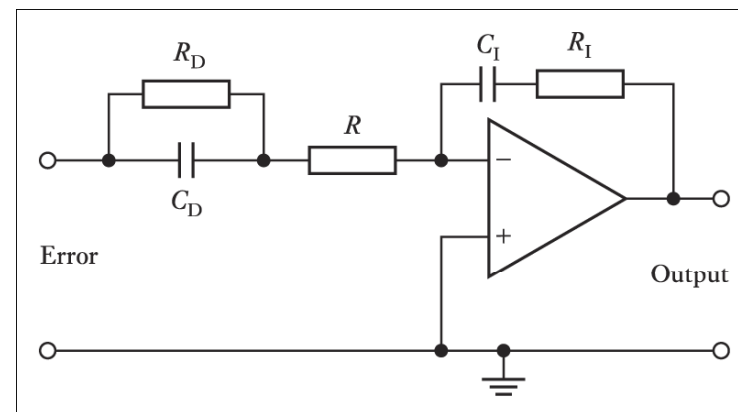 R_D
C_I
R_I
R
C_D
−
+
Error
Output